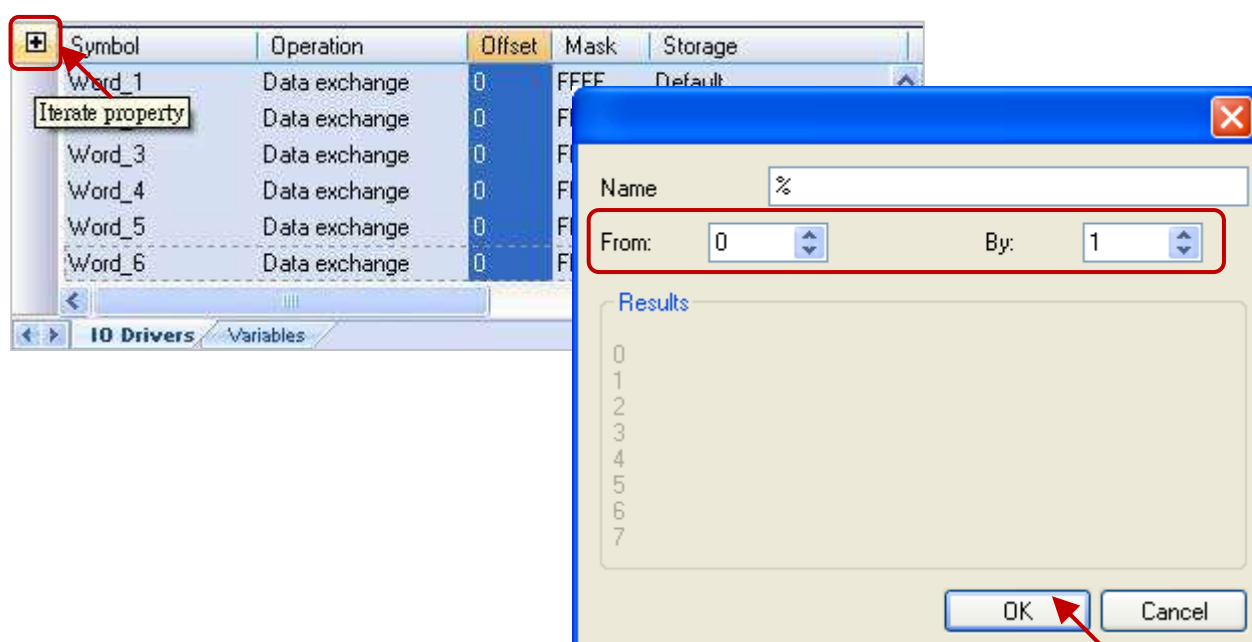 Symbol Operation Offset Mask Storage
Word_1 Data exchange 0 FFFF Default
Iterate property Data exchange 0
Word_3 Data exchange 0
Word_4 Data exchange 0
Word_5 Data exchange 0
Word_6 Data exchange 0
IO Drivers Variables
Name %
From: 0 By: 1
Results
0
1
2
3
4
5
6
7
OK Cancel